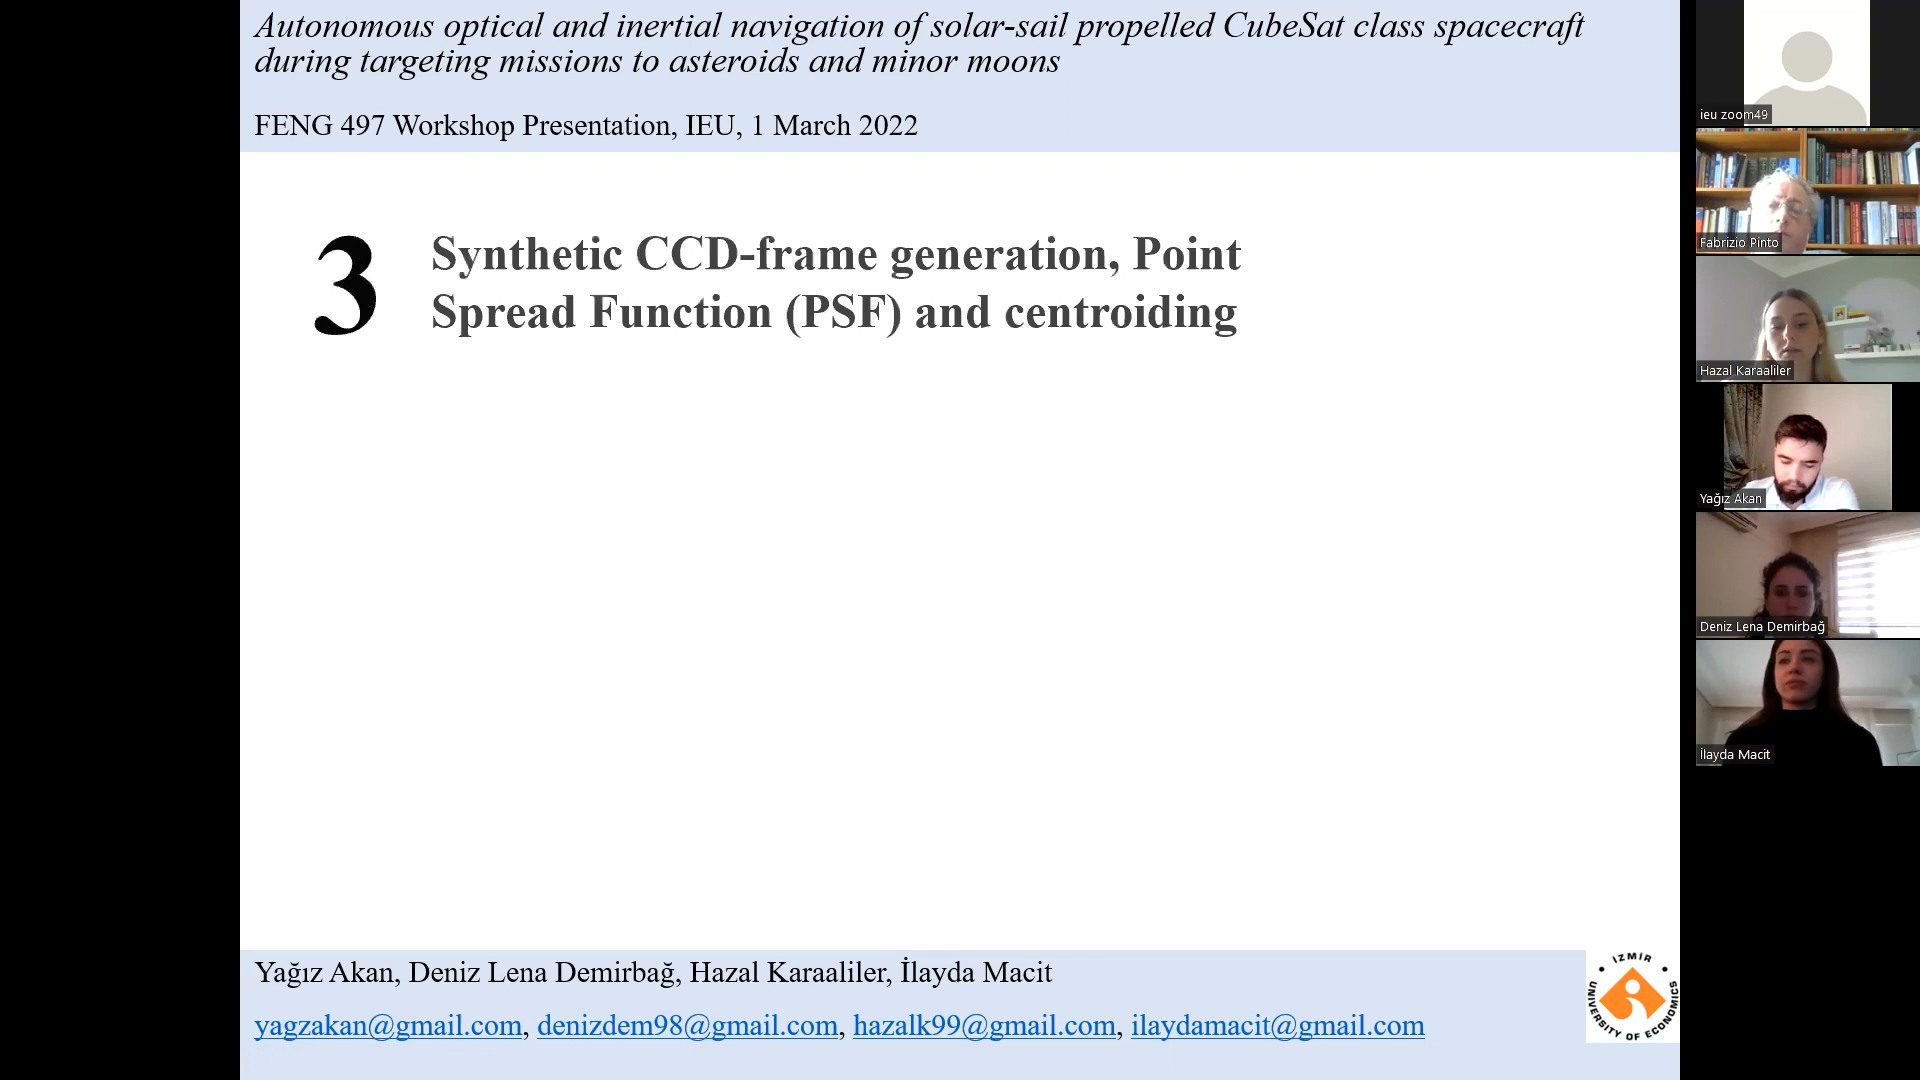 Autonomous optical and inertial navigation of solar-sail propelled CubeSat class spacecraft
during targeting missions to asteroids and minor moons
FENG 497 Workshop Presentation, IEU, 1 March 2022
3
Synthetic CCD-frame generation, Point
Spread Function (PSF) and centroiding
Yağız Akan, Deniz Lena Demirbağ, Hazal Karaaliler, İlayda Macit
yagzakan@gmail.com, denizdem98@gmail.com, hazalk99@gmail.com, ilaydamacit@gmail.com
IZMIR
UNIVERSITY OF ECONOMICS
ieu zoom49
Fabrizio Pinto
Hazal Karaaliler
Yağız Akan
Deniz Lena Demirbağ
İlayda Macit